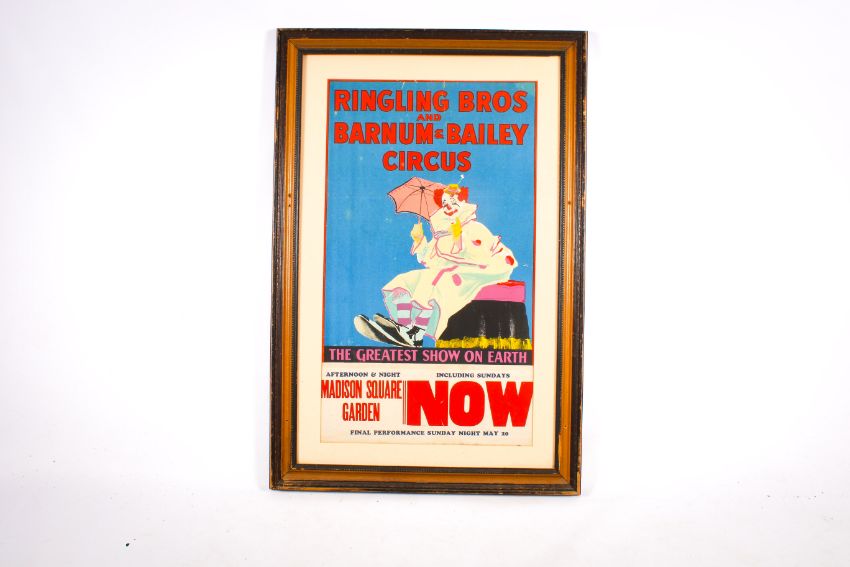 RINGLING BROS
AND
BARNUM & BAILEY
CIRCUS
THE GREATEST SHOW ON EARTH
AFTERNOON & NIGHT
INCLUDING SUNDAYS
MADISON SQUARE
GARDEN
NOW
FINAL PERFORMANCE SUNDAY NIGHT MAY 20